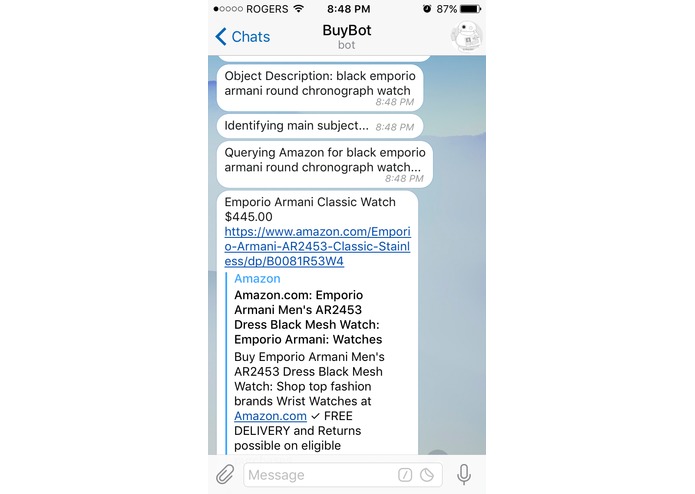 ROGERS 8:48 PM 87%
Chats BuyBot
bot
Object Description: black emporio
armani round chronograph watch
8:48 PM
Identifying main subject... 8:48 PM
Querying Amazon for black emporio
armani round chronograph watch...
8:48 PM
Emporio Armani Classic Watch
$445.00
https://www.amazon.com/Empori
o-Armani-AR2453-Classic-Stainl
ess/dp/B0081R53W4
Amazon
Amazon.com: Emporio
Armani Men's AR2453
Dress Black Mesh Watch:
Emporio Armani: Watches
Buy Emporio Armani Men's
AR2453 Dress Black Mesh
Watch: Shop top fashion
brands Wrist Watches at
Amazon.com ✓ FREE
DELIVERY and Returns
possible on eligible
Message